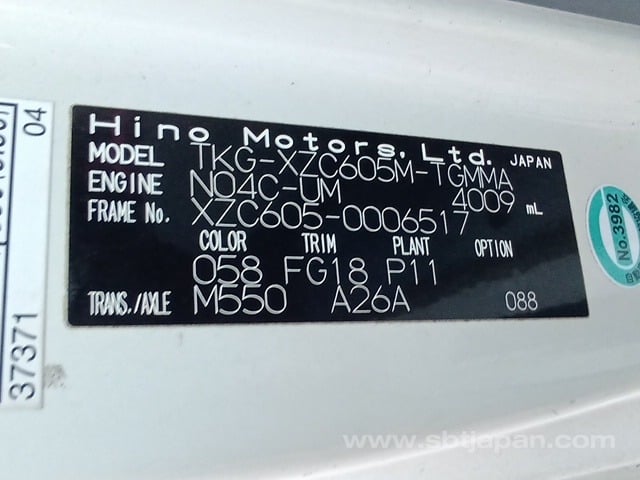 Hino Motors, Ltd. JAPAN
MODEL TKG-XZC605M-TGMMA
ENGINE N04C-UM 4009 mL
FRAME No. XZC605-0006517
COLOR TRIM PLANT OPTION
058 FG18 P11
TRANS./AXLE M550 A26A 088
04
37371
No.3982
www.sbtjapan.com